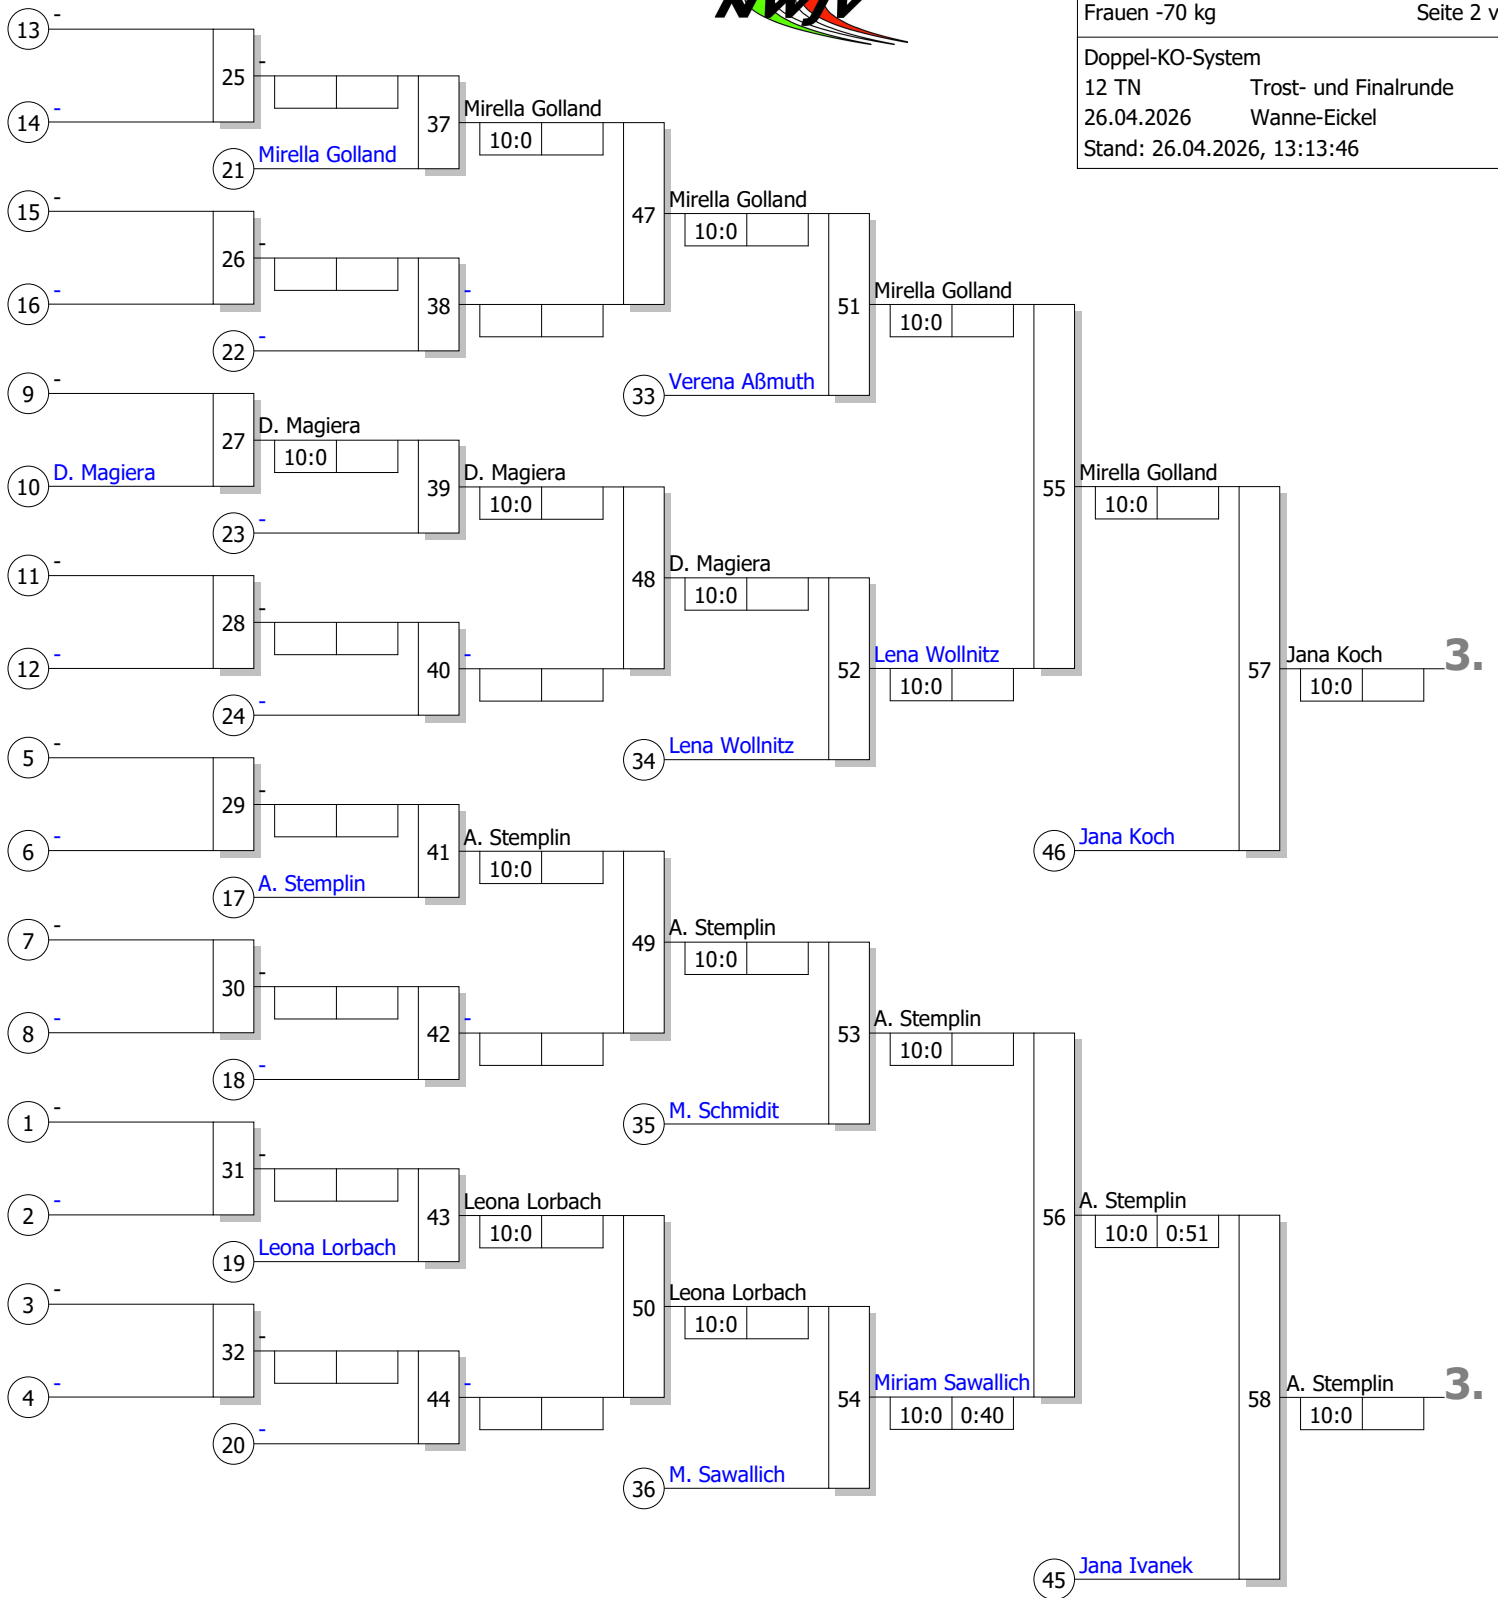 NWJV
Frauen -70 kg Seite 2 v
Doppel-KO-System
12 TN Trost- und Finalrunde
26.04.2026 Wanne-Eickel
Stand: 26.04.2026, 13:13:46
13 -
25 -
14 -
37 Mirella Golland
10:0
21 Mirella Golland
15 -
47 Mirella Golland
10:0
26 -
16 -
38 -
22 -
51 Mirella Golland
10:0
9 -
33 Verena Aßmuth
27 D. Magiera
10:0
10 D. Magiera
39 D. Magiera
10:0
23 -
55 Mirella Golland
10:0
11 -
48 D. Magiera
10:0
28 -
12 -
40 -
24 -
52 Lena Wollnitz
10:0
57 Jana Koch 3.
10:0
5 -
34 Lena Wollnitz
29 -
6 -
41 A. Stemplin
10:0
46 Jana Koch
17 A. Stemplin
7 -
49 A. Stemplin
10:0
30 -
8 -
42 -
18 -
53 A. Stemplin
10:0
1 -
35 M. Schmidit
31 -
2 -
43 Leona Lorbach
10:0
56 A. Stemplin
10:0 0:51
19 Leona Lorbach
3 -
50 Leona Lorbach
10:0
32 -
4 -
44 -
20 -
54 Miriam Sawallich
10:0 0:40
58 A. Stemplin 3.
10:0
36 M. Sawallich
45 Jana Ivanek